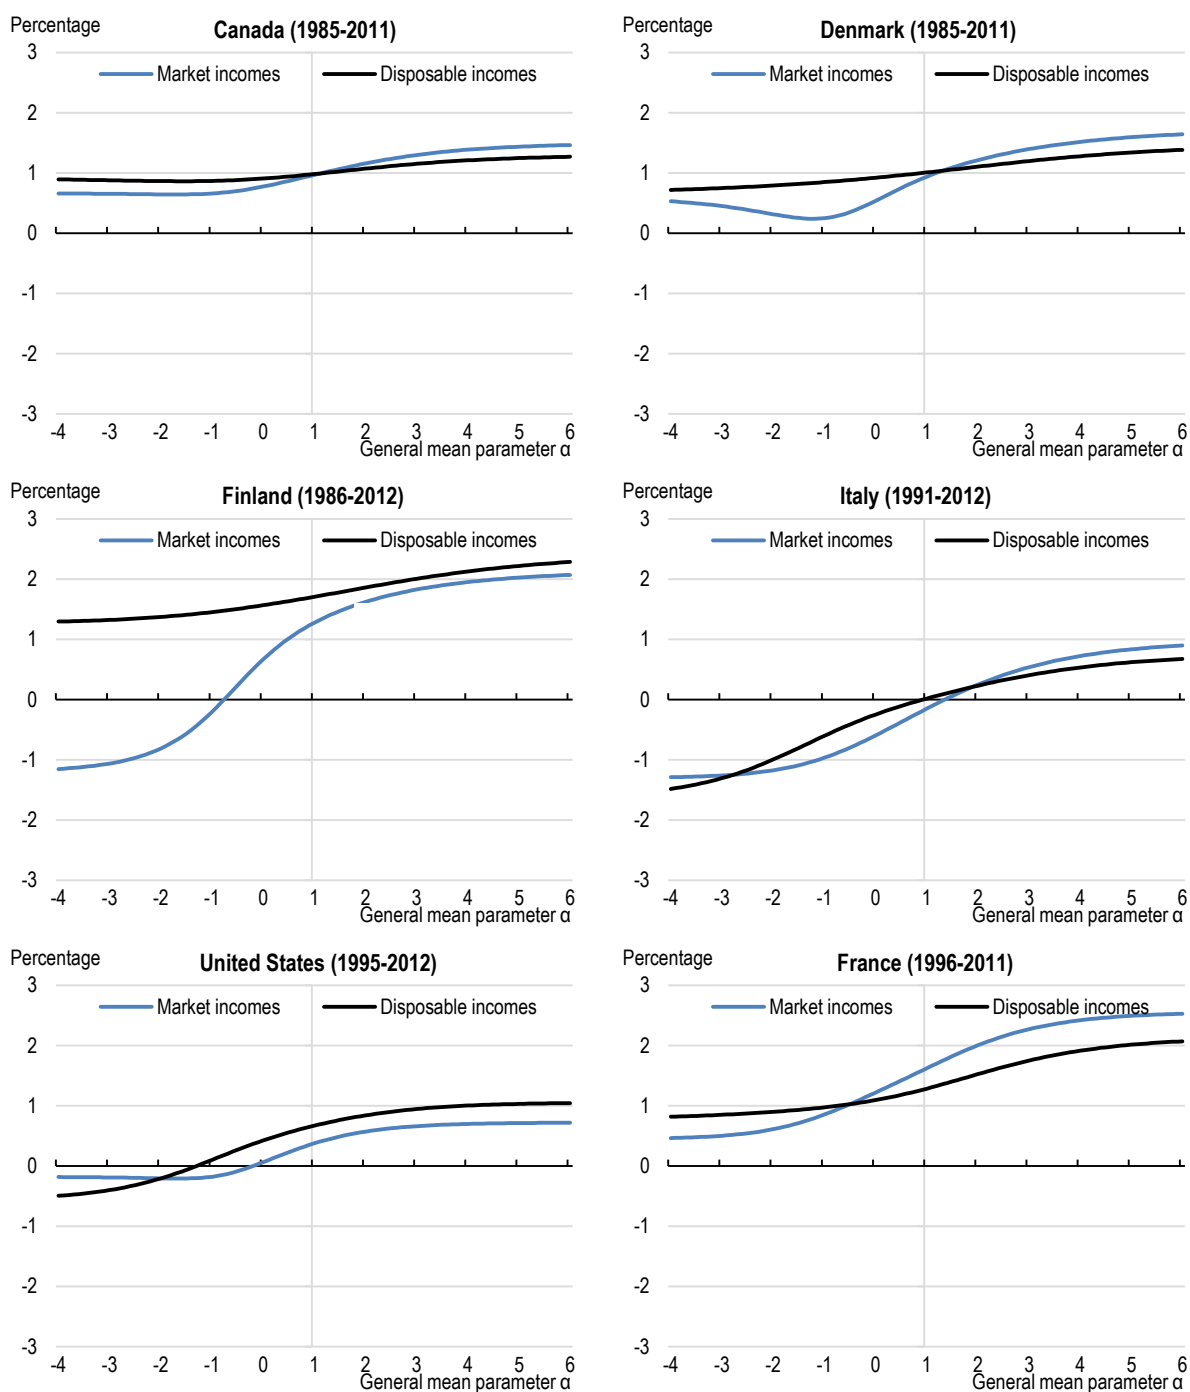 Percentage
Canada (1985-2011)
Market incomes Disposable incomes
3
2
1
0
-1
-2
-3
-4 -3 -2 -1 0 1 2 3 4 5 6
General mean parameter α
Percentage
Denmark (1985-2011)
Market incomes Disposable incomes
3
2
1
0
-1
-2
-3
-4 -3 -2 -1 0 1 2 3 4 5 6
General mean parameter α
Percentage
Finland (1986-2012)
Market incomes Disposable incomes
3
2
1
0
-1
-2
-3
-4 -3 -2 -1 0 1 2 3 4 5 6
General mean parameter α
Percentage
Italy (1991-2012)
Market incomes Disposable incomes
3
2
1
0
-1
-2
-3
-4 -3 -2 -1 0 1 2 3 4 5 6
General mean parameter α
Percentage
United States (1995-2012)
Market incomes Disposable incomes
3
2
1
0
-1
-2
-3
-4 -3 -2 -1 0 1 2 3 4 5 6
General mean parameter α
Percentage
France (1996-2011)
Market incomes Disposable incomes
3
2
1
0
-1
-2
-3
-4 -3 -2 -1 0 1 2 3 4 5 6
General mean parameter α